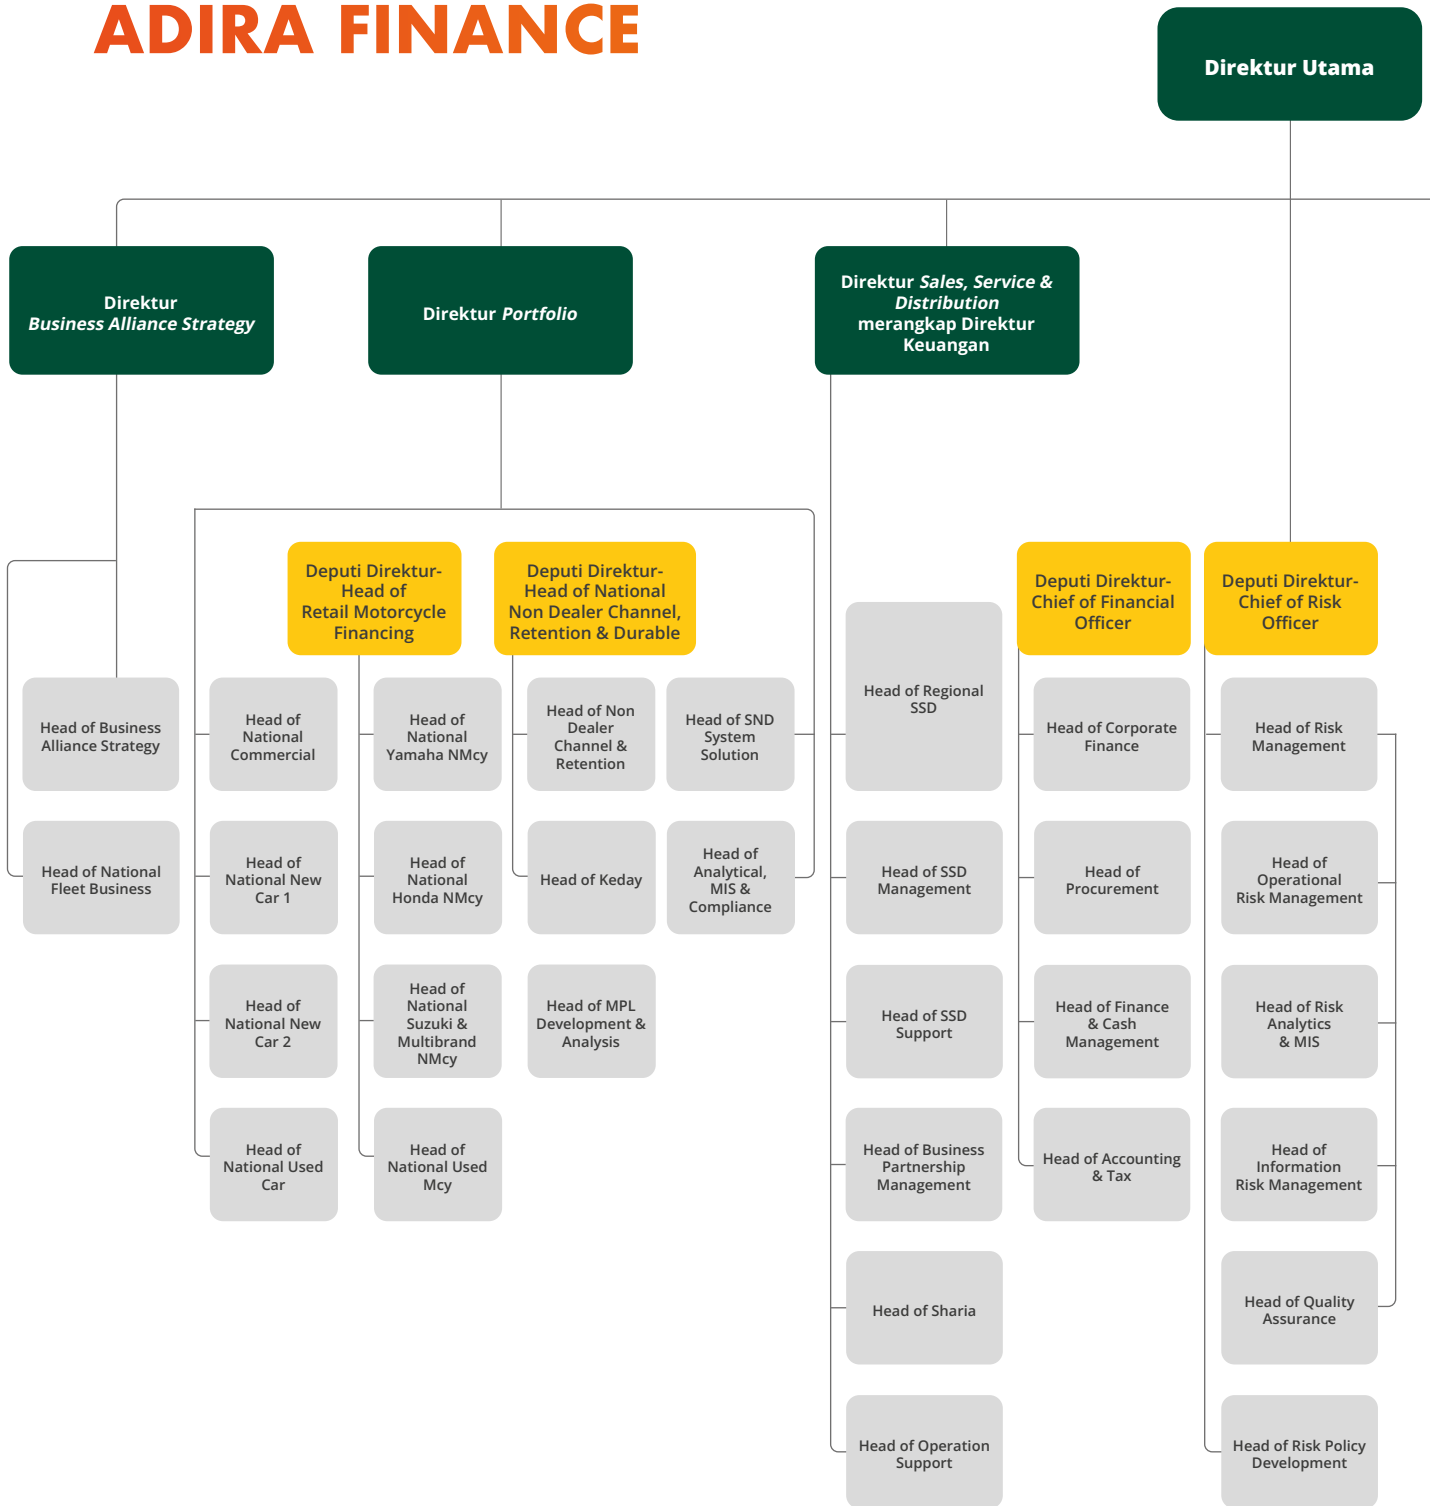 ADIRA FINANCE
Direktur Utama
Direktur
Business Alliance Strategy
Direktur Portfolio
Direktur Sales, Service &
Distribution
merangkap Direktur
Keuangan
Deputi Direktur-
Head of
Retail Motorcycle
Financing
Deputi Direktur-
Head of National
Non Dealer Channel,
Retention & Durable
Deputi Direktur-
Chief of Financial
Officer
Deputi Direktur-
Chief of Risk
Officer
Head of Business
Alliance Strategy
Head of
National
Commercial
Head of
National
Yamaha NMcy
Head of Non
Dealer
Channel &
Retention
Head of SND
System
Solution
Head of Regional
SSD
Head of Corporate
Finance
Head of Risk
Management
Head of National
Fleet Business
Head of
National New
Car 1
Head of
National
Honda NMcy
Head of Keday
Head of
Analytical,
MIS &
Compliance
Head of SSD
Management
Head of
Procurement
Head of
Operational
Risk Management
Head of
National New
Car 2
Head of
National
Suzuki &
Multibrand
NMcy
Head of MPL
Development &
Analysis
Head of SSD
Support
Head of Finance
& Cash
Management
Head of Risk
Analytics
& MIS
Head of
National Used
Car
Head of
National Used
Mcy
Head of Business
Partnership
Management
Head of Accounting
& Tax
Head of
Information
Risk Management
Head of Sharia
Head of Quality
Assurance
Head of Operation
Support
Head of Risk Policy
Development